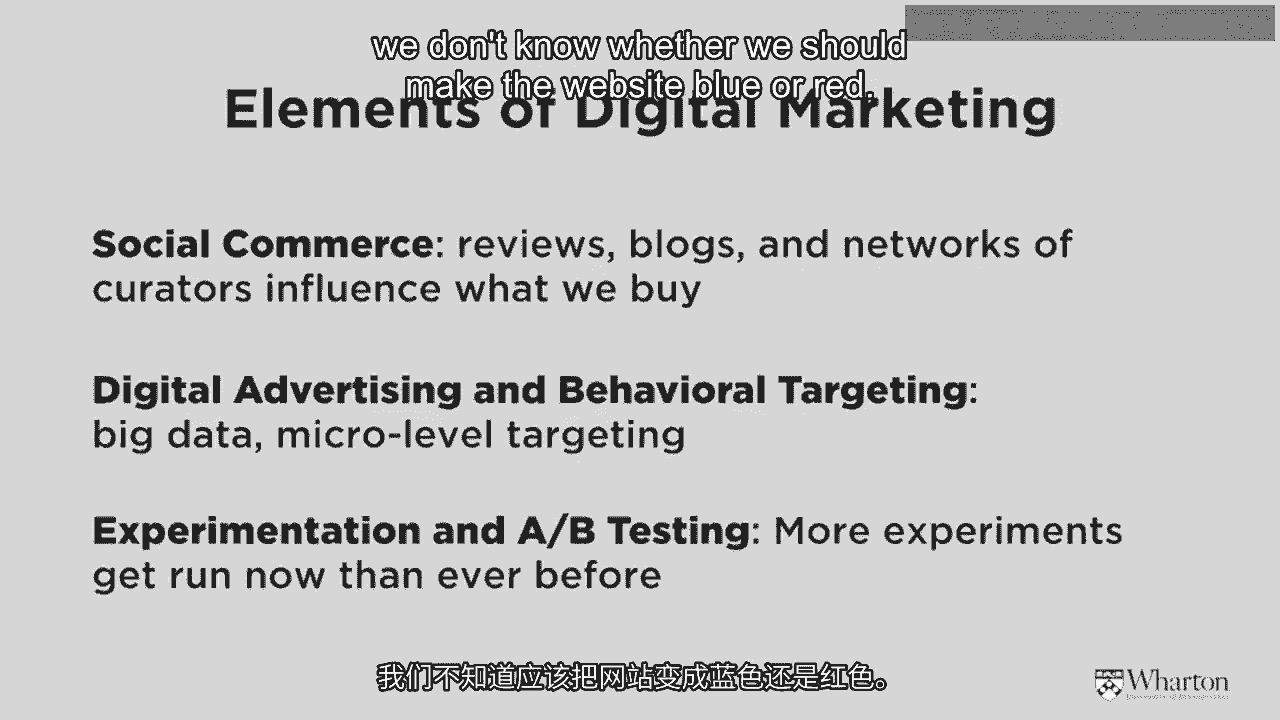 we don't know whether we should
make the website blue or red.
Elements of Digital Marketing
Social Commerce: reviews, blogs, and networks of
curators influence what we buy
Digital Advertising and Behavioral Targeting:
big data, micro-level targeting
Experimentation and A/B Testing: More experiments
get run now than ever before
我们不知道应该把网站变成蓝色还是红色。
Wharton